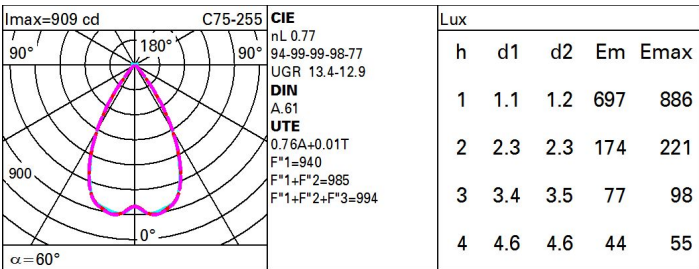 Imax=909 cd C75-255
90° 180° 90°
900
0°
α=60°
CIE
nL 0.77
94-99-99-98-77
UGR 13.4-12.9
DIN
A.61
UTE
0.76A+0.01T
F"1=940
F"1+F"2=985
F"1+F"2+F"3=994
Lux
h d1 d2 Em Emax
1 1.1 1.2 697 886
2 2.3 2.3 174 221
3 3.4 3.5 77 98
4 4.6 4.6 44 55